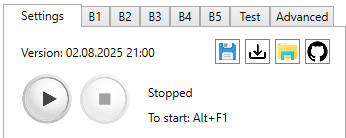 Settings B1 B2 B3 B4 B5 Test Advanced
Version: 02.08.2025 21:00
Stopped
To start: Alt+F1